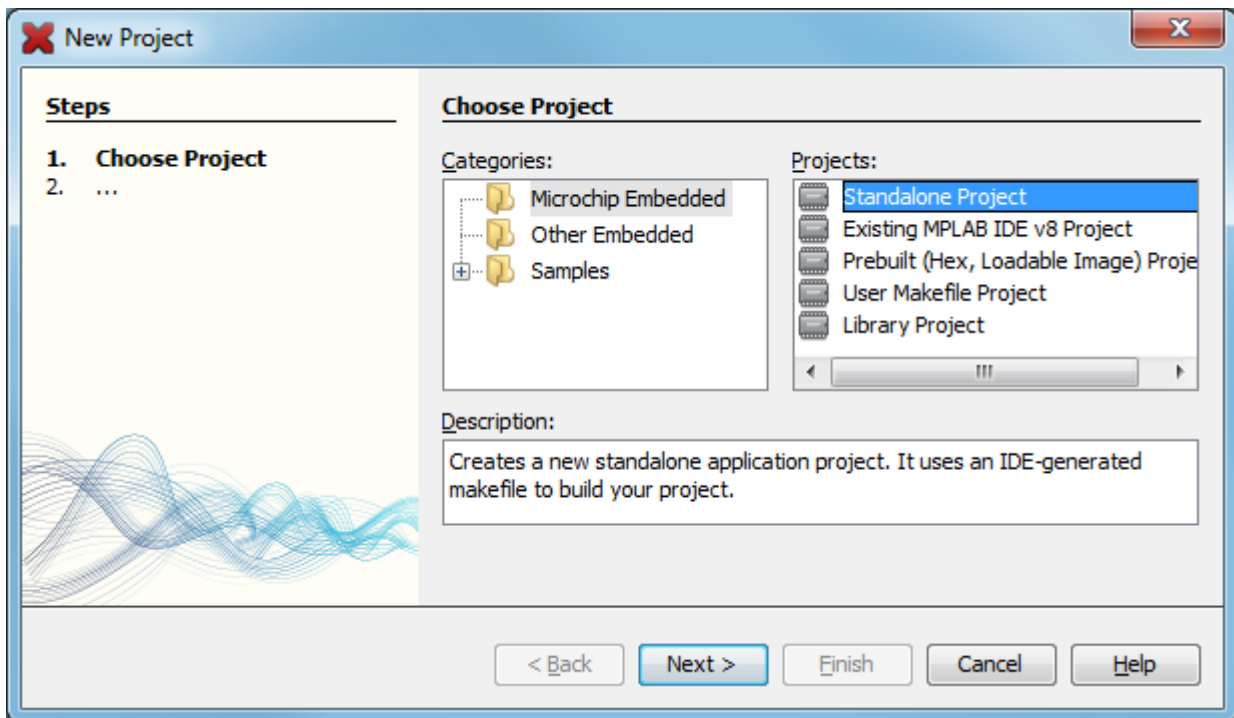 New Project
x
Steps
1. Choose Project
2. ...
Choose Project
Categories:
Microchip Embedded
Other Embedded
Samples
Projects:
Standalone Project
Existing MPLAB IDE v8 Project
Prebuilt (Hex, Loadable Image) Proje
User Makefile Project
Library Project
Description:
Creates a new standalone application project. It uses an IDE-generated
makefile to build your project.
< Back
Next >
Finish
Cancel
Help